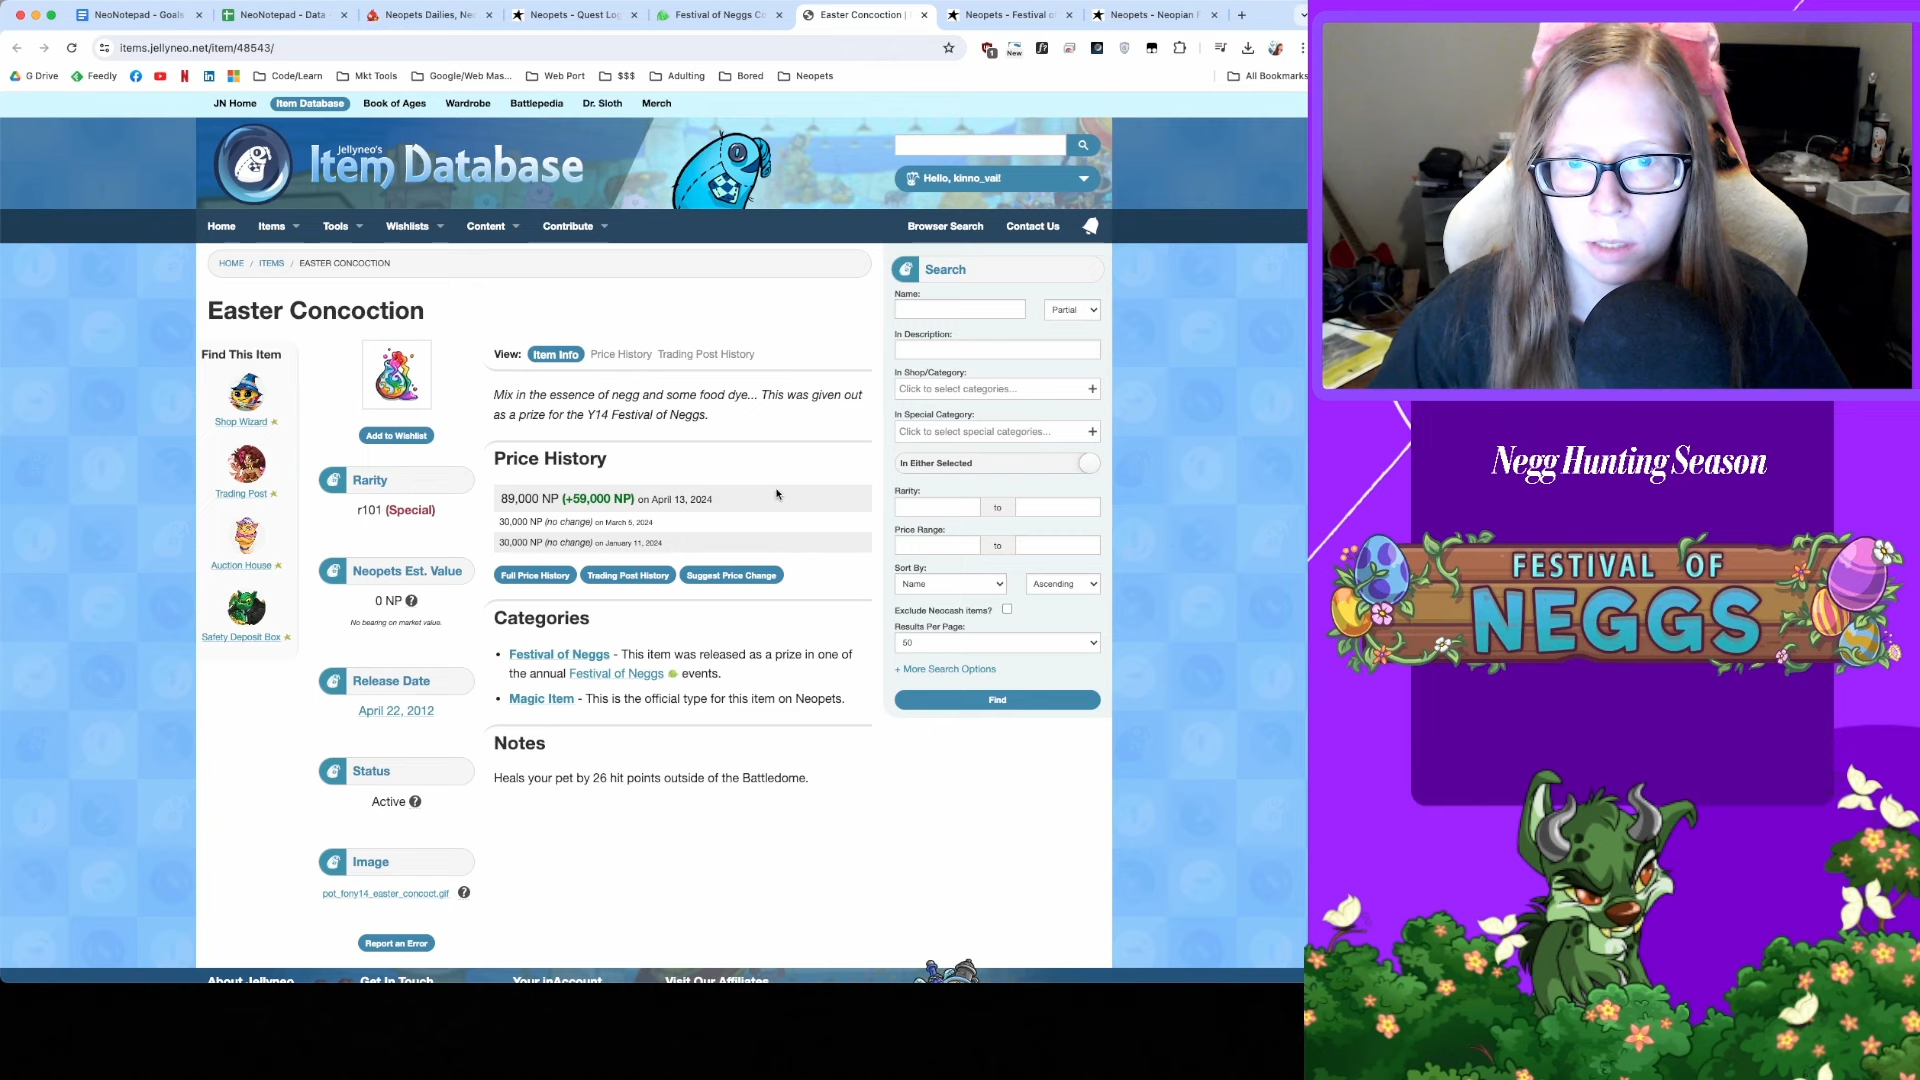 NeoNotepad - Goals
NeoNotepad - Data
Neopets Dailies, Ne
Neopets - Quest Log
Festival of Neggs Co
Easter Concoction |
Neopets - Festival o
Neopets - Neopian
items.jellyneo.net/item/48543/
New
G Drive
Feedly
Code/Learn
Mkt Tools
Google/Web Mas...
Web Port
$$$
Adulting
Bored
Neopets
All Bookmarks
JN Home
Item Database
Book of Ages
Wardrobe
Battlepedia
Dr. Sloth
Merch
Jellyneo's
Item Database
Hello, kinno_vai!
Home
Items
Tools
Wishlists
Content
Contribute
Browser Search
Contact Us
HOME / ITEMS / EASTER CONCOCTION
Easter Concoction
Find This Item
Shop Wizard
Trading Post
Auction House
Safety Deposit Box
Add to Wishlist
Rarity
r101 (Special)
Neopets Est. Value
0 NP
No bearing on market value.
Release Date
April 22, 2012
Status
Active
Image
pot_fony14_easter_concoct.gif
Report an Error
View: Item Info Price History Trading Post History
Mix in the essence of negg and some food dye... This was given out
as a prize for the Y14 Festival of Neggs.
Price History
89,000 NP (+59,000 NP) on April 13, 2024
30,000 NP (no change) on March 5, 2024
30,000 NP (no change) on January 11, 2024
Full Price History
Trading Post History
Suggest Price Change
Categories
• Festival of Neggs - This item was released as a prize in one of
the annual Festival of Neggs events.
• Magic Item - This is the official type for this item on Neopets.
Notes
Heals your pet by 26 hit points outside of the Battledome.
Search
Name:
Partial
In Description:
In Shop/Category:
Click to select categories... +
In Special Category:
Click to select special categories... +
In Either Selected
Rarity:
to
Price Range:
to
Sort By:
Name
Ascending
Exclude Neocash items?
Results Per Page:
50
+ More Search Options
Find
About Jellyneo
Get In Touch
Your inAccount
Visit Our Affiliates
Negg Hunting Season
FESTIVAL OF
NEGGS